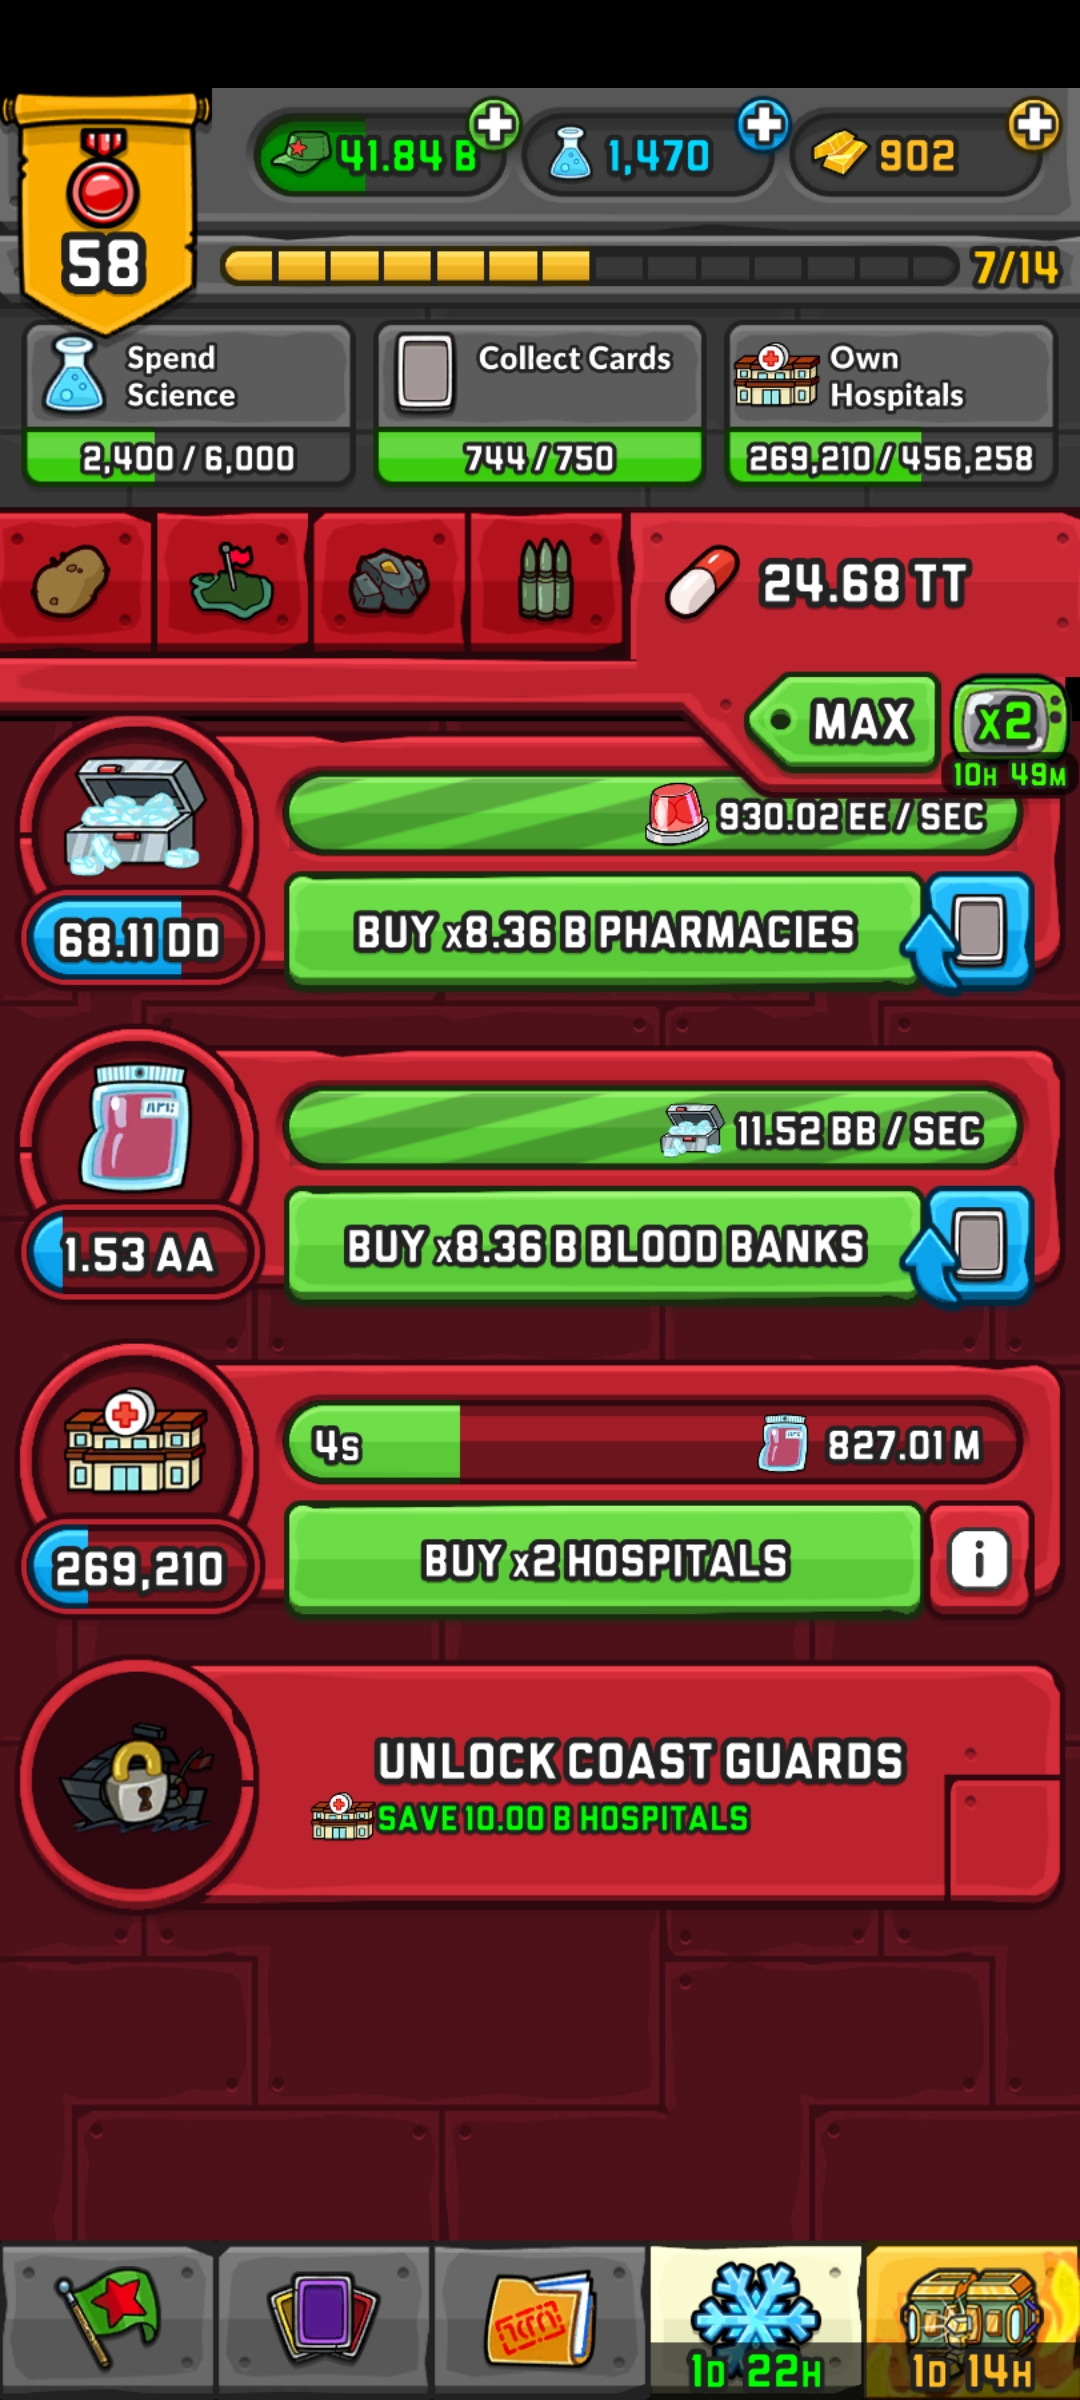 58
41.84 B
1,470
902
7/14
Spend
Science
2,400 / 6,000
Collect Cards
744 / 750
Own
Hospitals
269,210 / 456,258
24.68 TT
MAX
x2
10H 49M
930.02 EE / SEC
68.11 DD
BUY x8.36 B PHARMACIES
11.52 BB / SEC
1.53 AA
BUY x8.36 B BLOOD BANKS
4s
827.01 M
269,210
BUY x2 HOSPITALS
i
UNLOCK COAST GUARDS
SAVE 10.00 B HOSPITALS
1D 22H
1D 14H